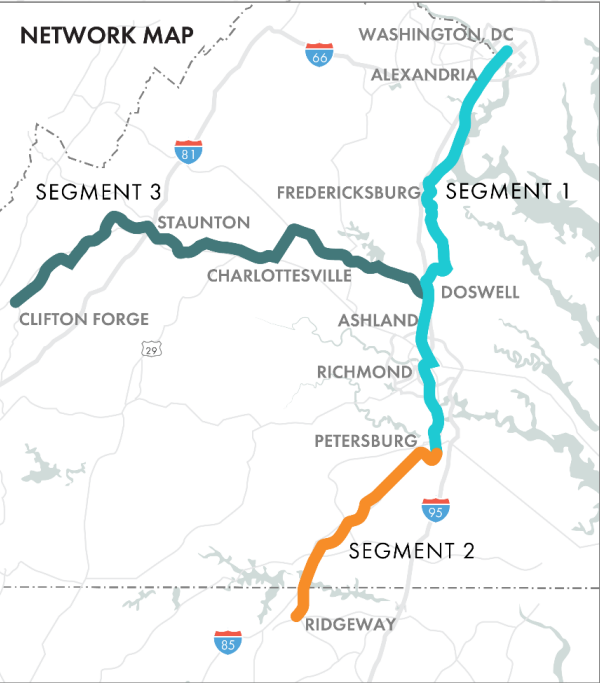 NETWORK MAP
WASHINGTON, DC
66
ALEXANDRIA
81
SEGMENT 3
FREDERICKSBURG
SEGMENT 1
STAUNTON
CHARLOTTESVILLE
DOSWELL
CLIFTON FORGE
ASHLAND
29
RICHMOND
PETERSBURG
95
SEGMENT 2
RIDGEWAY
85